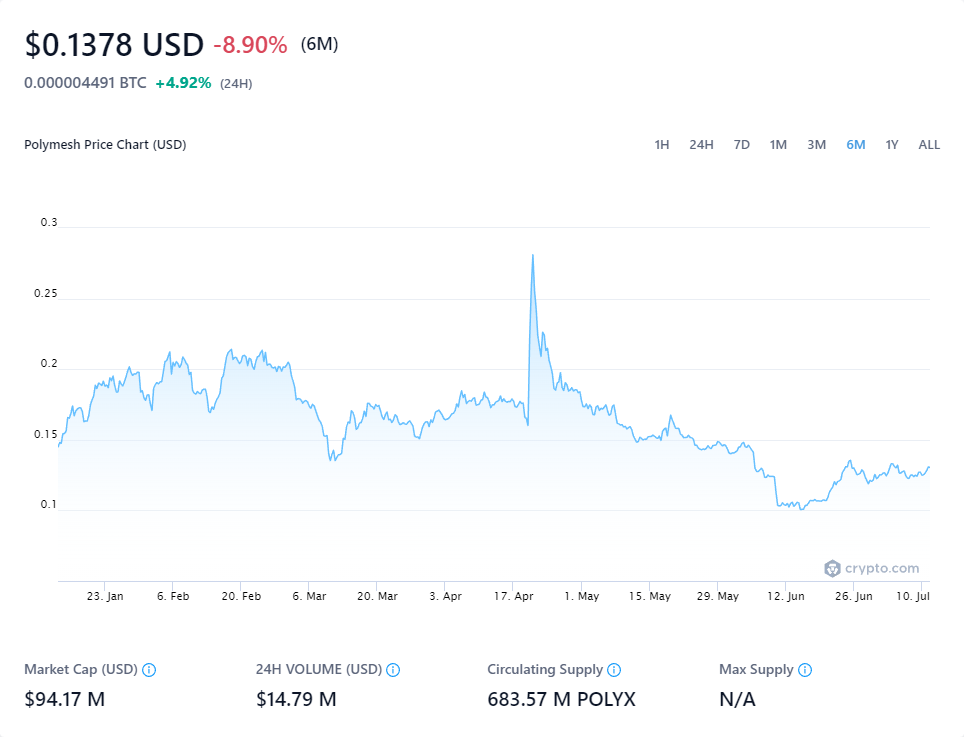 $0.1378 USD -8.90% (6M)
0.000004491 BTC +4.92% (24H)
Polymesh Price Chart (USD) 1H 24H 7D 1M 3M 6M 1Y ALL
0.3
0.25
0.2
0.15
0.1
crypto.com
23. Jan 6. Feb 20. Feb 6. Mar 20. Mar 3. Apr 17. Apr 1. May 15. May 29. May 12. Jun 26. Jun 10. Jul
Market Cap (USD) 24H VOLUME (USD) Circulating Supply Max Supply
$94.17 M $14.79 M 683.57 M POLYX N/A